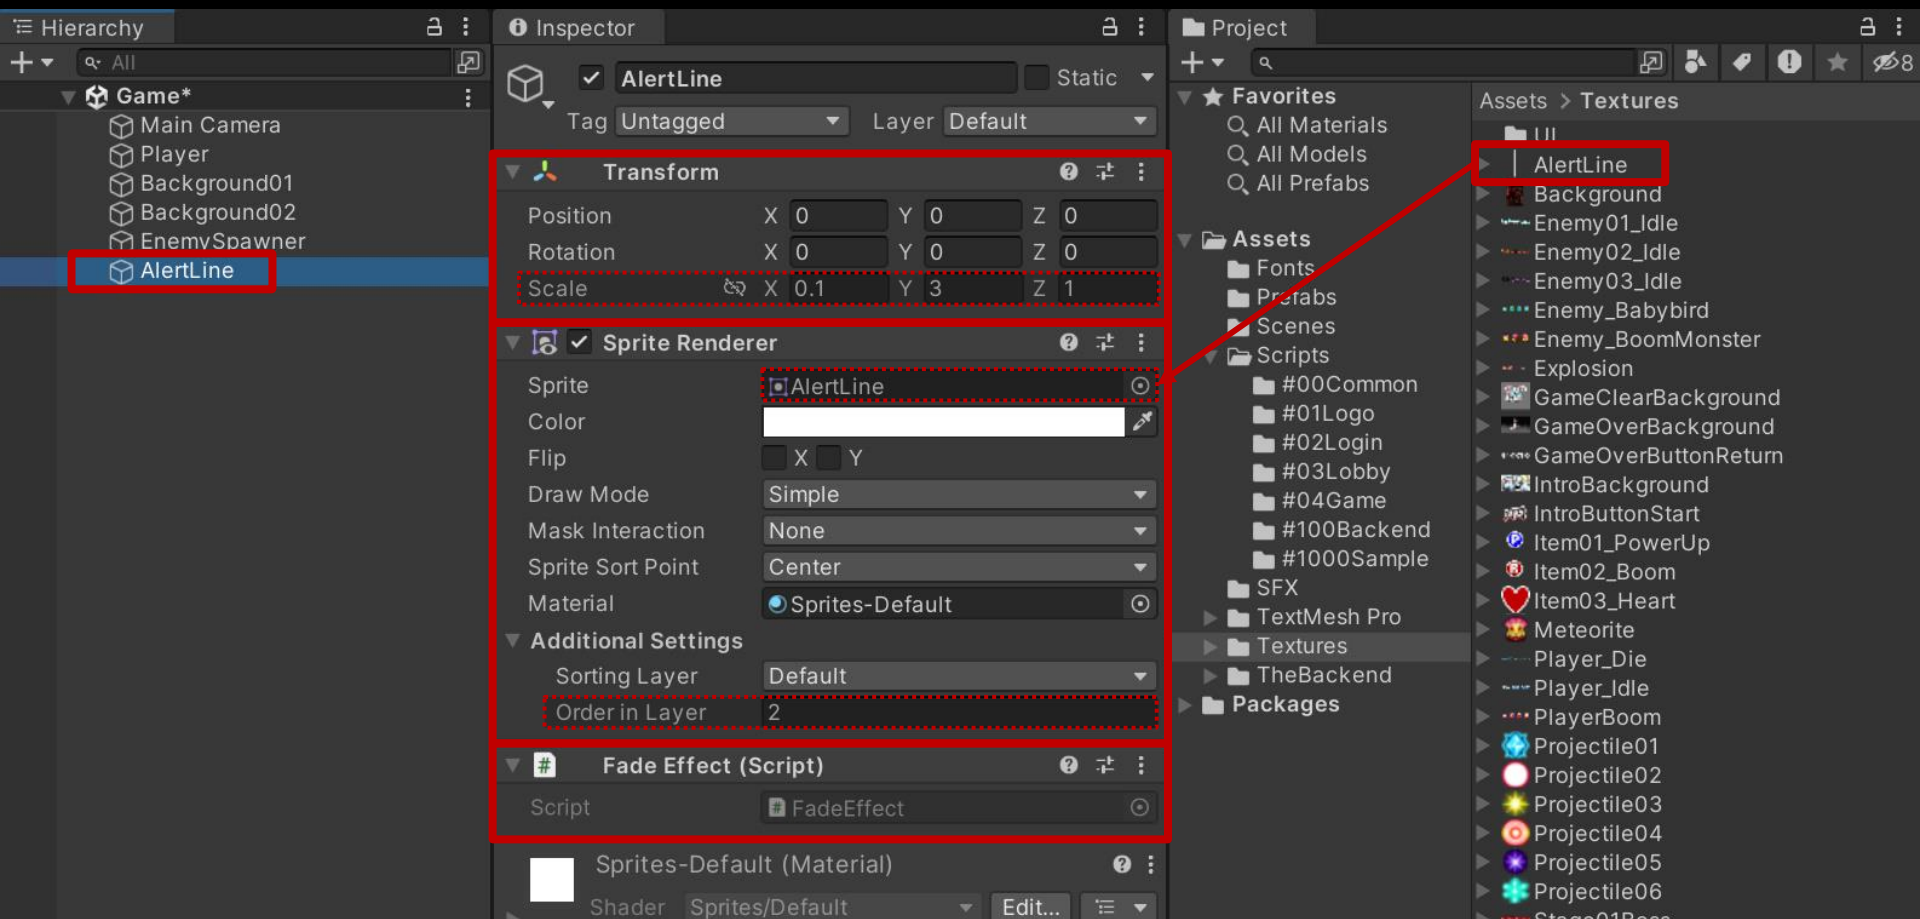 Hierarchy
All
Game*
Main Camera
Player
Background01
Background02
EnemySpawner
AlertLine
Inspector
AlertLine
Static
Tag Untagged
Layer Default
Transform
Position X 0 Y 0 Z 0
Rotation X 0 Y 0 Z 0
Scale X 0.1 Y 3 Z 1
Sprite Renderer
Sprite AlertLine
Color
Flip X Y
Draw Mode Simple
Mask Interaction None
Sprite Sort Point Center
Material Sprites-Default
Additional Settings
Sorting Layer Default
Order in Layer 2
# Fade Effect (Script)
Script # FadeEffect
Sprites-Default (Material)
Shader Sprites/Default Edit...
Project
8
Favorites
All Materials
All Models
All Prefabs
Assets
Fonts
Prefabs
Scenes
Scripts
#00Common
#01Logo
#02Login
#03Lobby
#04Game
#100Backend
#1000Sample
SFX
TextMesh Pro
Textures
TheBackend
Packages
Assets > Textures
UI
AlertLine
Background
Enemy01_Idle
Enemy02_Idle
Enemy03_Idle
Enemy_Babybird
Enemy_BoomMonster
Explosion
GameClearBackground
GameOverBackground
GameOverButtonReturn
IntroBackground
IntroButtonStart
Item01_PowerUp
Item02_Boom
Item03_Heart
Meteorite
Player_Die
Player_Idle
PlayerBoom
Projectile01
Projectile02
Projectile03
Projectile04
Projectile05
Projectile06
Stage01Boss